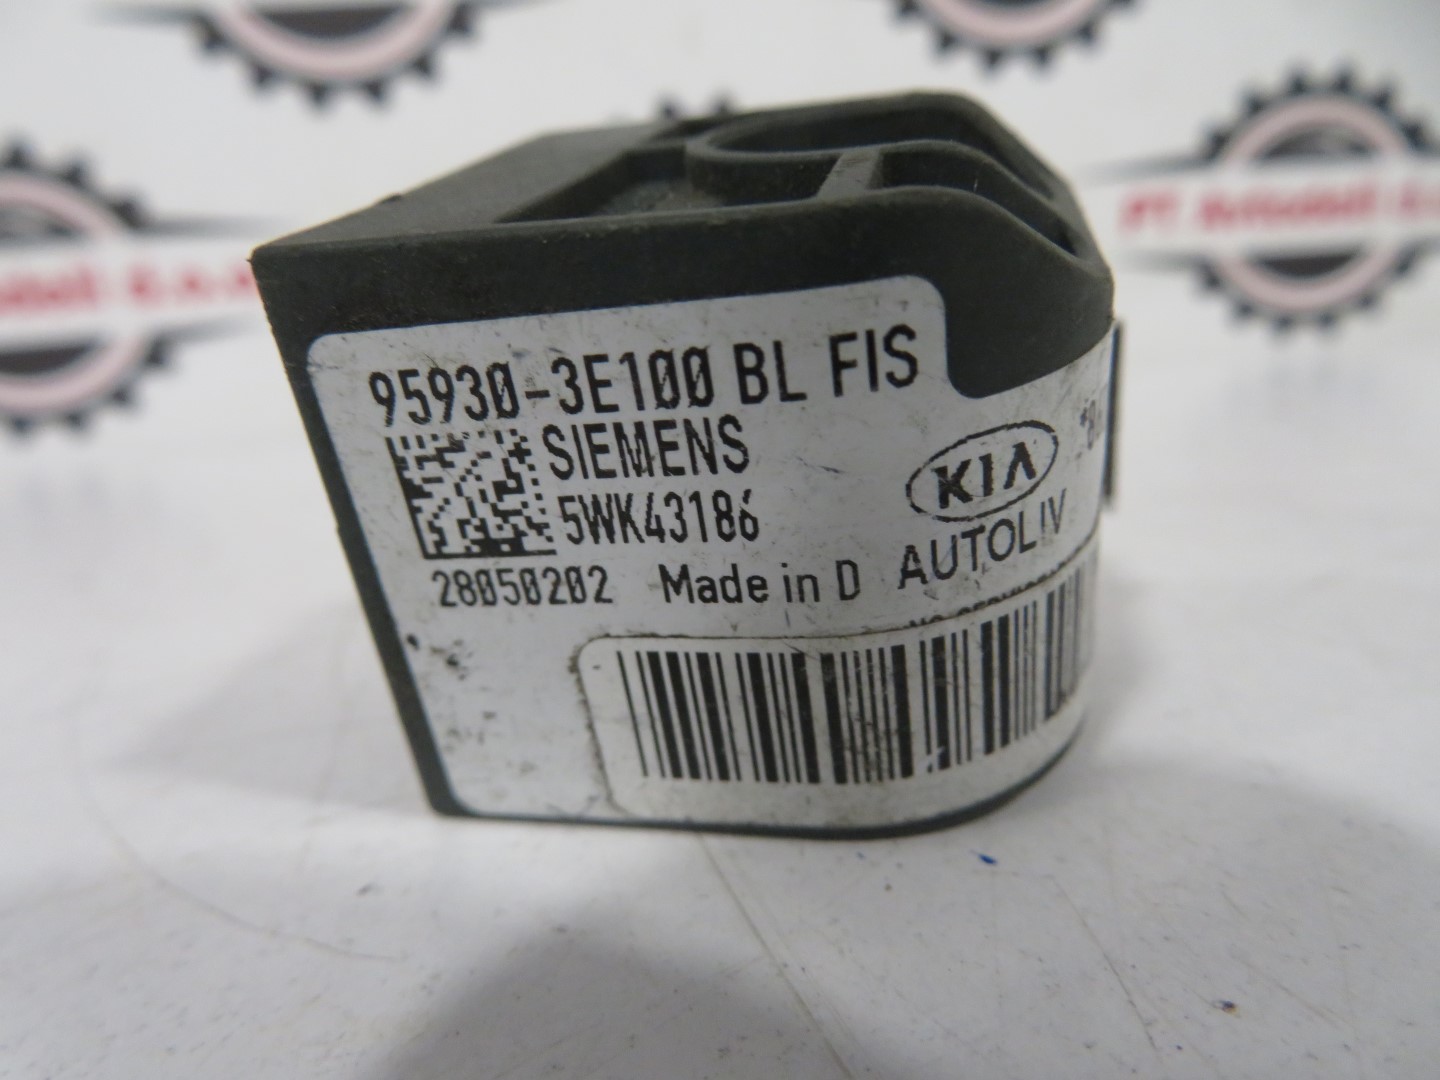 95930-3E100 BL FIS
SIEMENS
5WK43186
28050202 Made in D
KIA
AUTOLIV